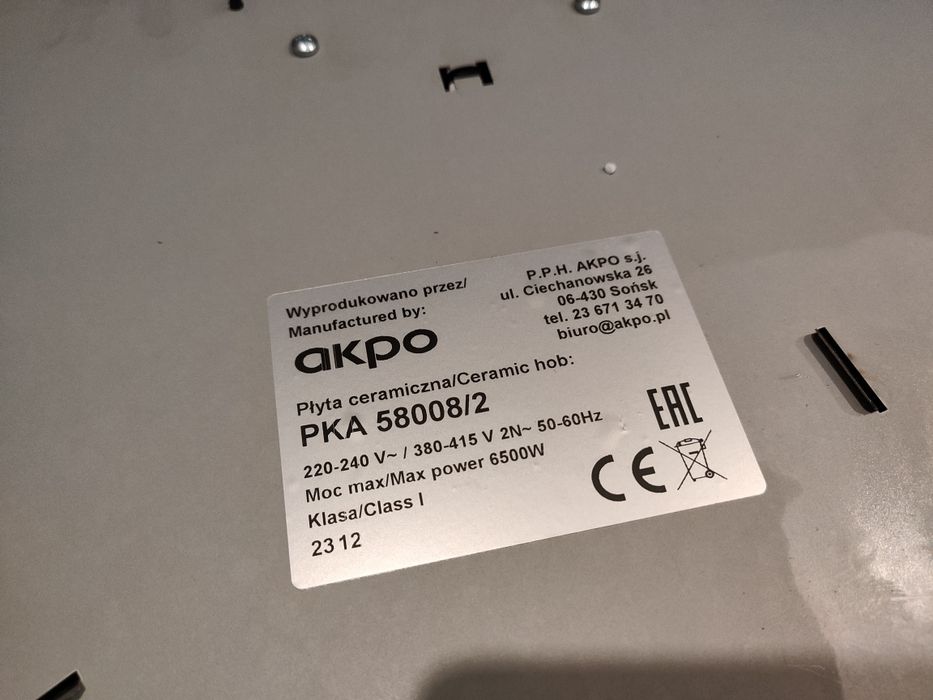 Wyprodukowano przez/
Manufactured by:
akpo
P.P.H. AKPO s.j.
ul. Ciechanowska 26
06-430 Sońsk
tel. 23 671 34 70
biuro@akpo.pl
Płyta ceramiczna/Ceramic hob:
PKA 58008/2
220-240 V~ / 380-415 V 2N~ 50-60Hz
Moc max/Max power 6500W
Klasa/Class I
23 12
EAC
CE